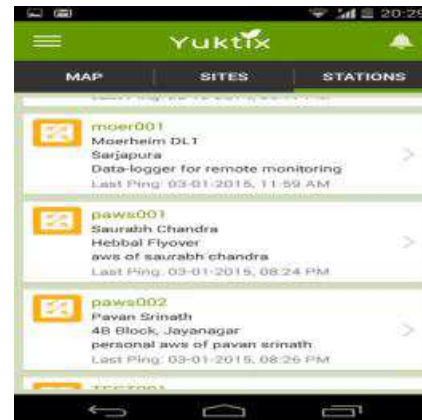 20:29
Yuktix
MAP SITES STATIONS
moer001
Moerheim DLT
Sarjapura
Data-logger for remote monitoring
Last Ping: 03-01-2015, 11:59 AM
paws001
Saurabh Chandra
Hebbal Flyover
aws of saurabh chandra
Last Ping: 03-01-2015, 08:24 PM
paws002
Pavan Srinath
4B Block, Jayanagar
personal aws of pavan srinath
Last Ping: 03-01-2015, 08:26 PM
TEST001